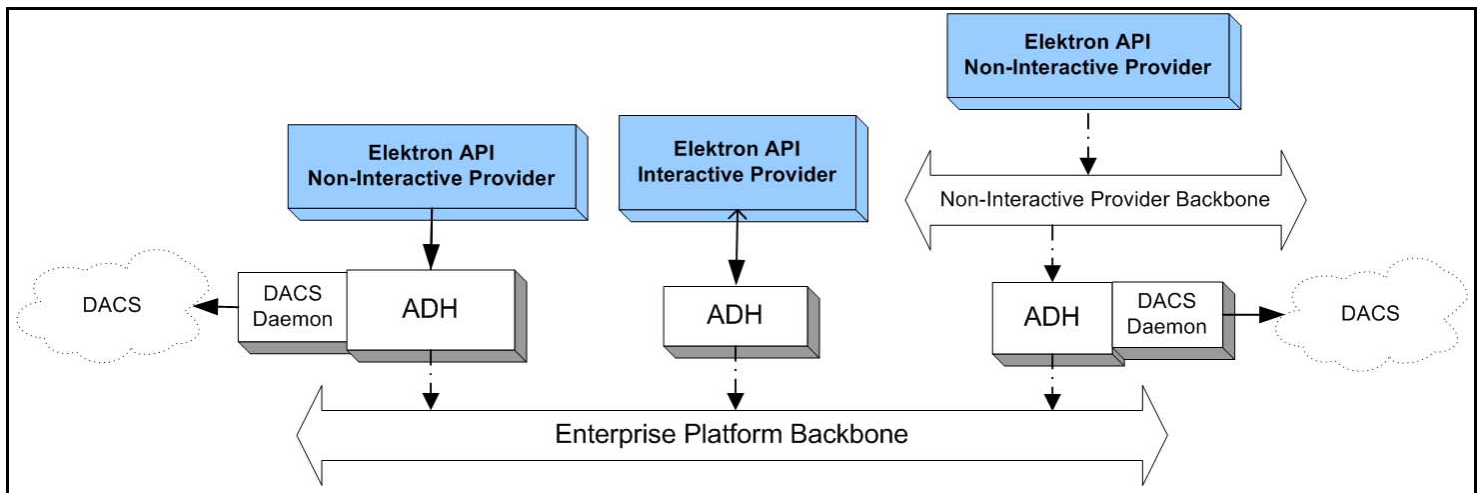 Elektron API
Non-Interactive Provider
Elektron API
Non-Interactive Provider
Elektron API
Interactive Provider
Non-Interactive Provider Backbone
DACS
DACS
Daemon
ADH
ADH
ADH
DACS
Daemon
DACS
Enterprise Platform Backbone